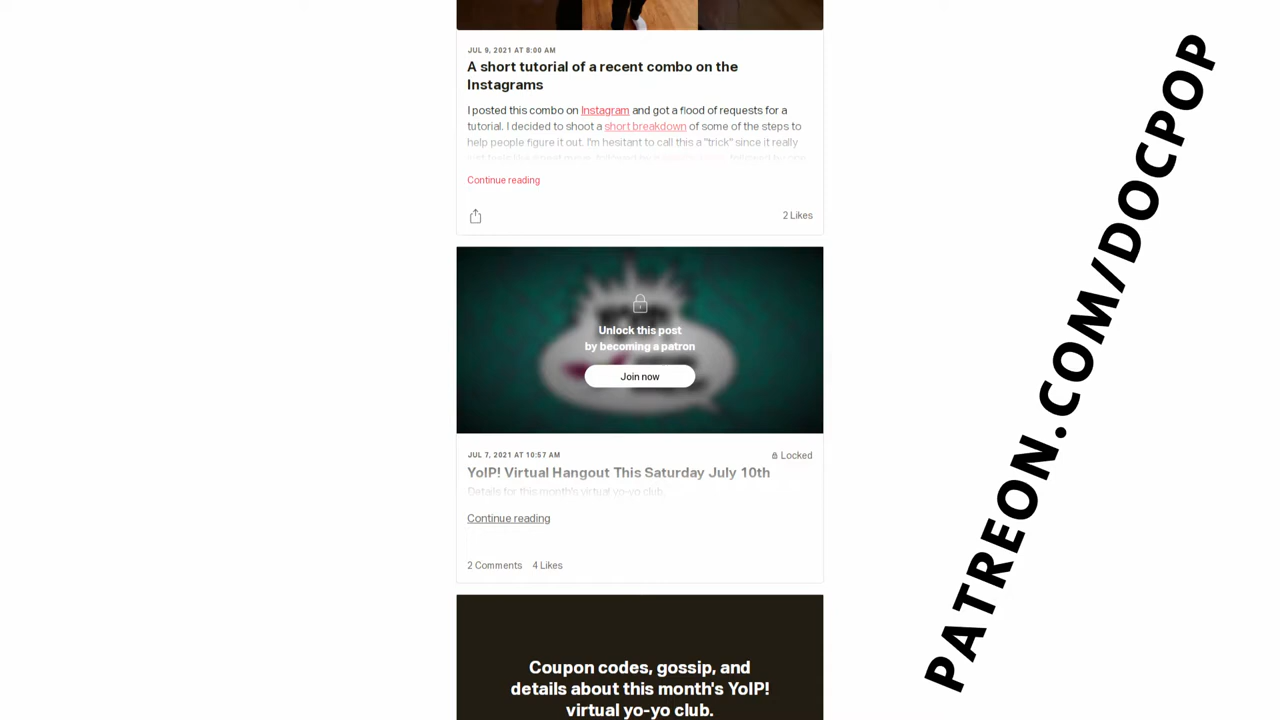 JUL 9, 2021 AT 8:00 AM
A short tutorial of a recent combo on the
Instagrams
I posted this combo on Instagram and got a flood of requests for a
tutorial. I decided to shoot a short breakdown of some of the steps to
help people figure it out. I'm hesitant to call this a "trick" since it really
Continue reading
2 Likes
Unlock this post
by becoming a patron
Join now
JUL 7, 2021 AT 10:57 AM
Locked
YoIP! Virtual Hangout This Saturday July 10th
Details for this month's virtual yo-yo club.
Continue reading
2 Comments 4 Likes
Coupon codes, gossip, and
details about this month's YoIP!
virtual yo-yo club.
PATREON.COM/DOCPOP